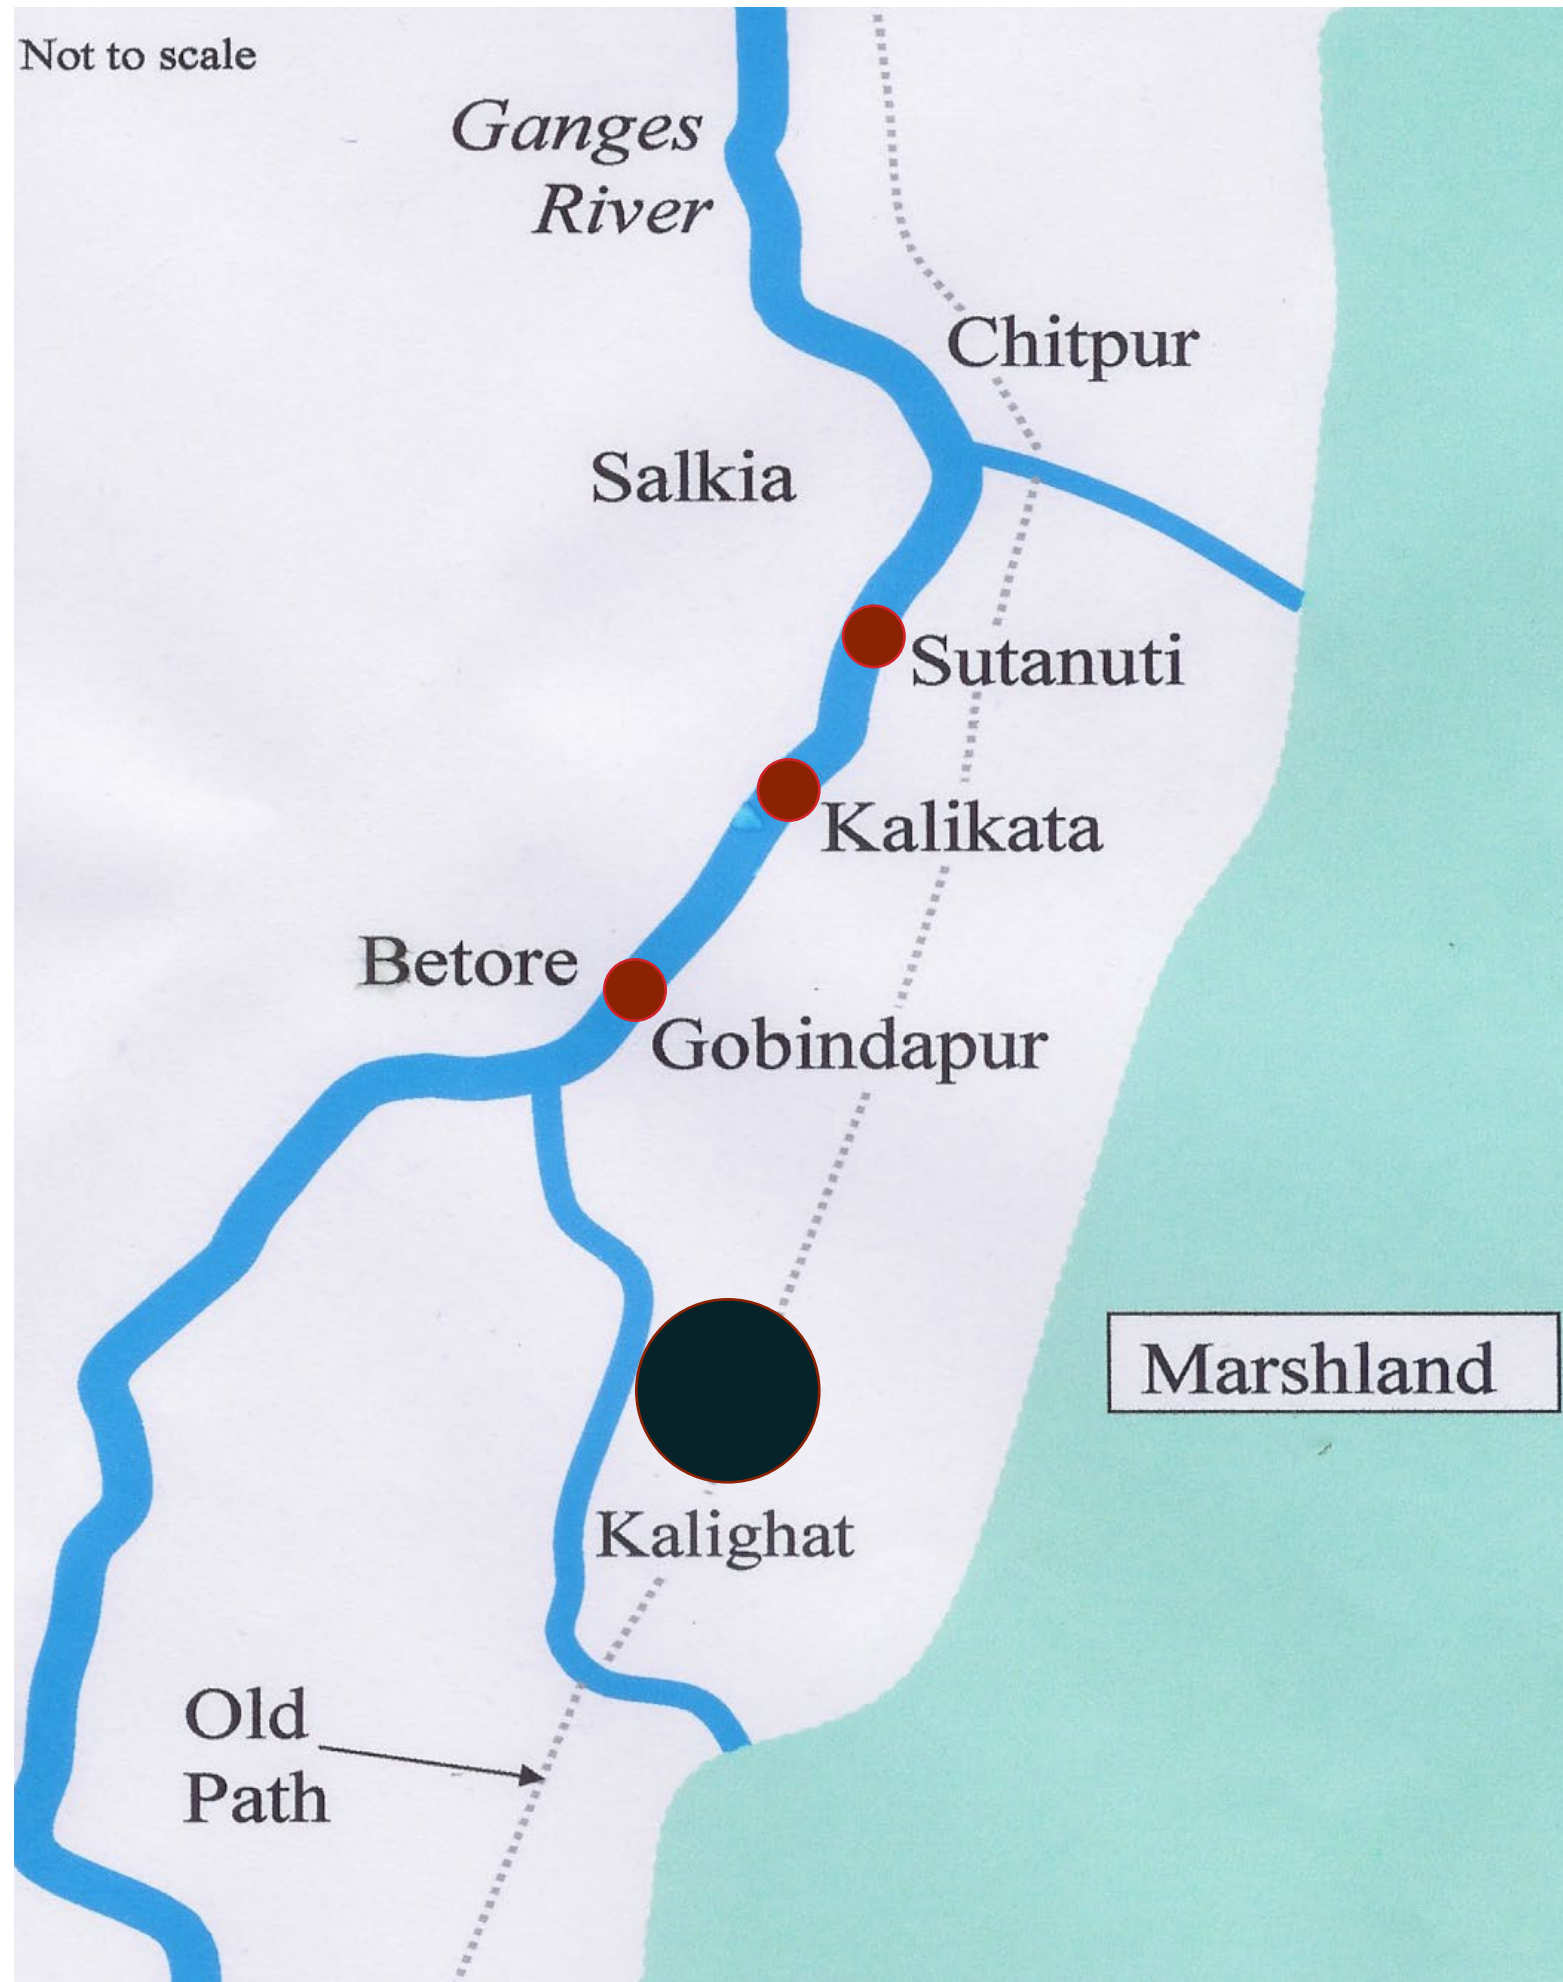 Not to scale
Ganges
River
Chitpur
Salkia
Sutanuti
Kalikata
Betore
Gobindapur
Marshland
Kalighat
Old
Path